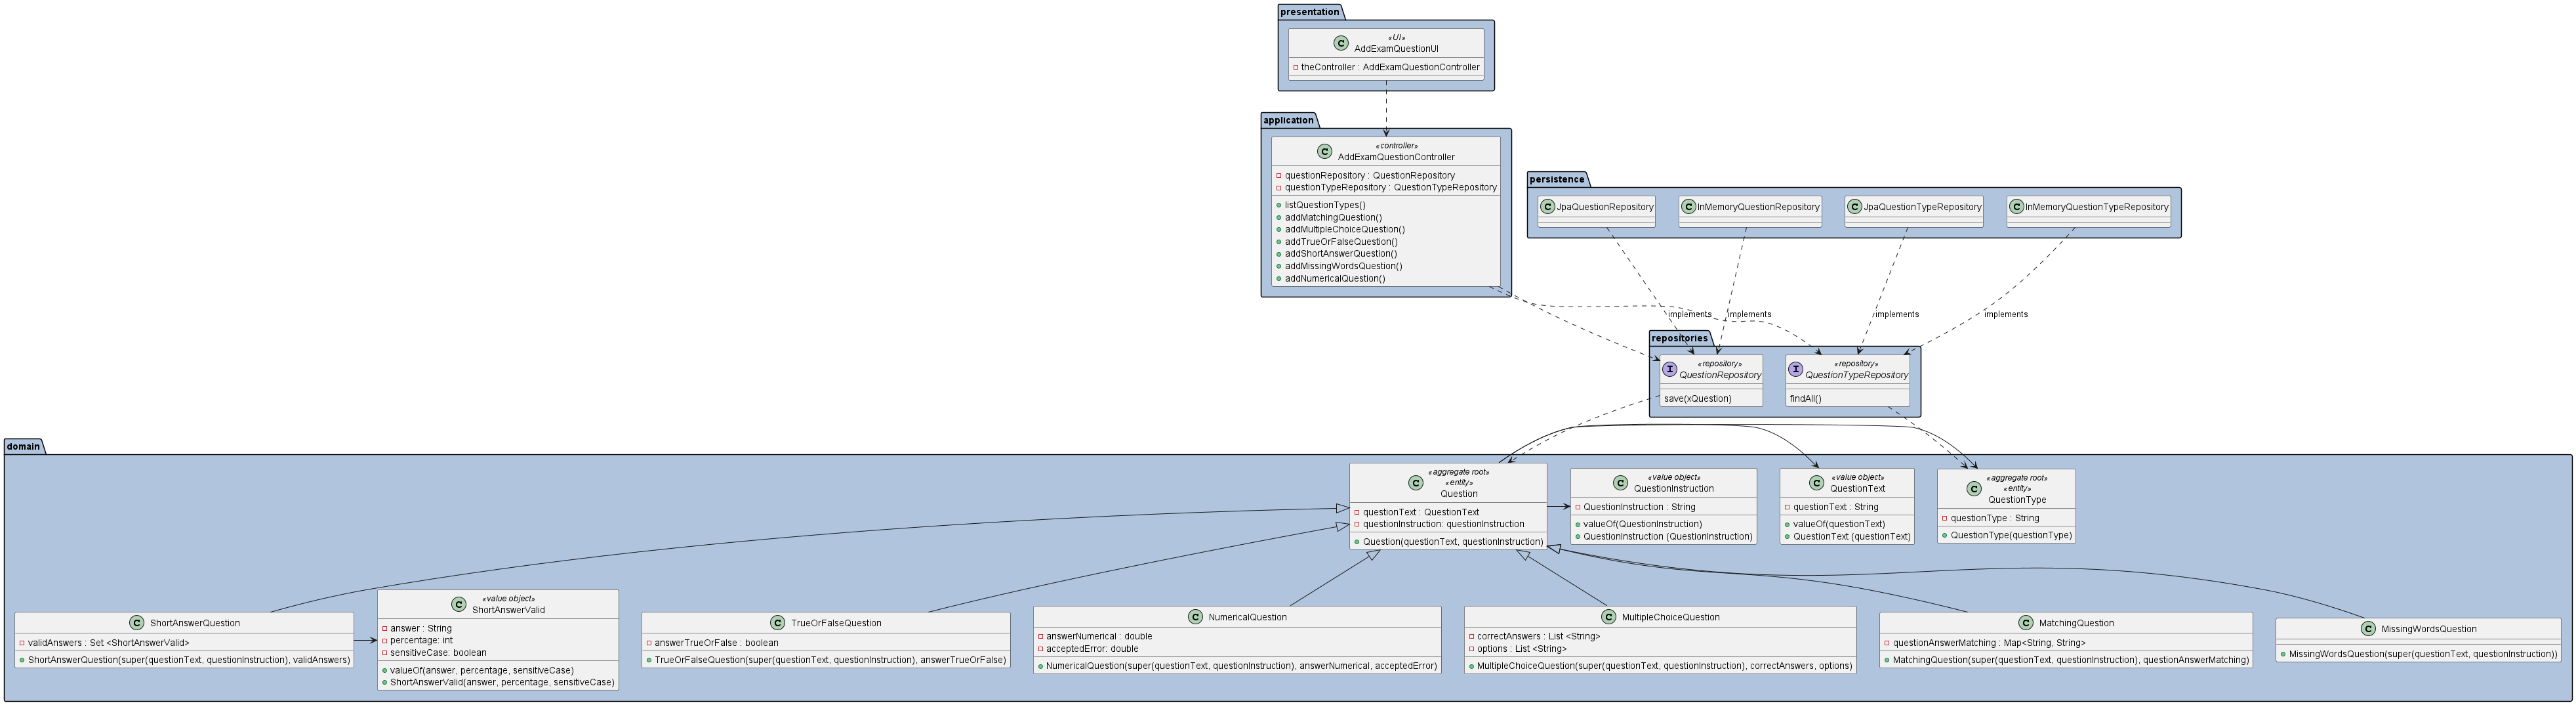 presentation
«UI»
AddExamQuestionUI
theController : AddExamQuestionController
application
«controller»
AddExamQuestionController
questionRepository : QuestionRepository
questionTypeRepository : QuestionTypeRepository
listQuestionTypes()
addMatchingQuestion()
addMultipleChoiceQuestion()
addTrueOrFalseQuestion()
addShortAnswerQuestion()
addMissingWordsQuestion()
addNumericalQuestion()
persistence
JpaQuestionRepository
InMemoryQuestionRepository
JpaQuestionTypeRepository
InMemoryQuestionTypeRepository
implements
implements
implements
implements
repositories
«repository»
QuestionRepository
save(xQuestion)
«repository»
QuestionTypeRepository
findAll()
domain
«aggregate root»
«entity»
Question
questionText : QuestionText
questionInstruction: questionInstruction
Question(questionText, questionInstruction)
«value object»
QuestionInstruction
QuestionInstruction : String
valueOf(QuestionInstruction)
QuestionInstruction (QuestionInstruction)
«value object»
QuestionText
questionText : String
valueOf(questionText)
QuestionText (questionText)
«aggregate root»
«entity»
QuestionType
questionType : String
QuestionType(questionType)
ShortAnswerQuestion
validAnswers : Set <ShortAnswerValid>
ShortAnswerQuestion(super(questionText, questionInstruction), validAnswers)
«value object»
ShortAnswerValid
answer : String
percentage: int
sensitiveCase: boolean
valueOf(answer, percentage, sensitiveCase)
ShortAnswerValid(answer, percentage, sensitiveCase)
TrueOrFalseQuestion
answerTrueOrFalse : boolean
TrueOrFalseQuestion(super(questionText, questionInstruction), answerTrueOrFalse)
NumericalQuestion
answerNumerical : double
acceptedError: double
NumericalQuestion(super(questionText, questionInstruction), answerNumerical, acceptedError)
MultipleChoiceQuestion
correctAnswers : List <String>
options : List <String>
MultipleChoiceQuestion(super(questionText, questionInstruction), correctAnswers, options)
MatchingQuestion
questionAnswerMatching : Map<String, String>
MatchingQuestion(super(questionText, questionInstruction), questionAnswerMatching)
MissingWordsQuestion
MissingWordsQuestion(super(questionText, questionInstruction))